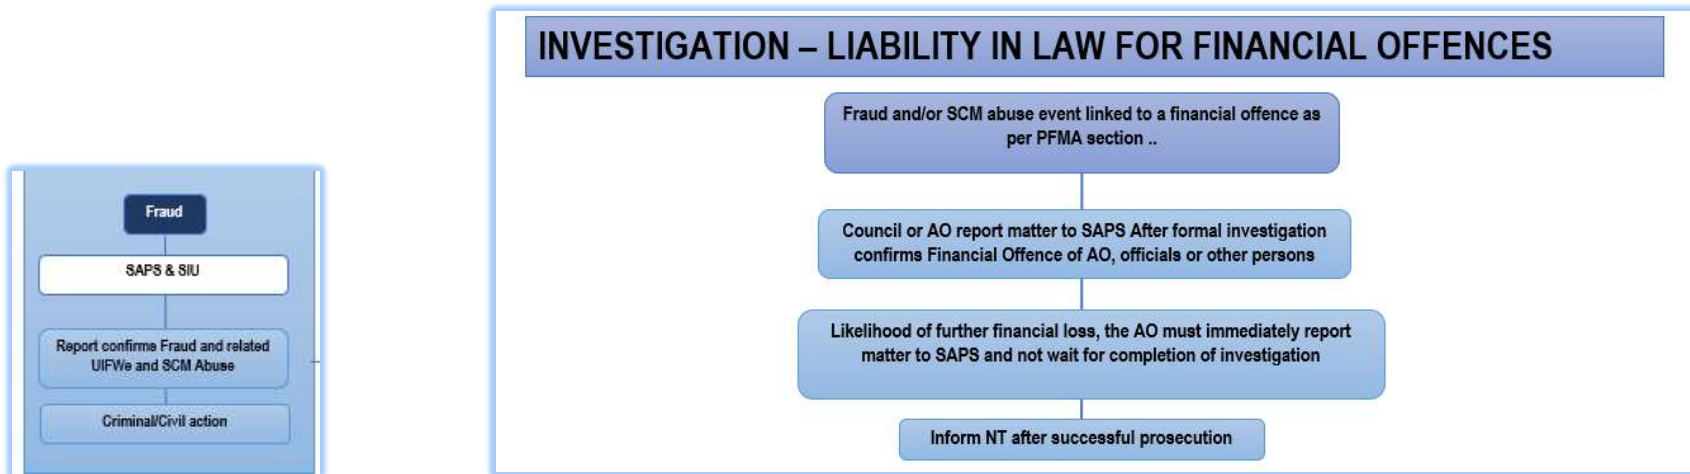 Fraud
SAPS & SIU
Report confirms Fraud and related
UIFWe and SCM Abuse
Criminal/Civil action
INVESTIGATION – LIABILITY IN LAW FOR FINANCIAL OFFENCES
Fraud and/or SCM abuse event linked to a financial offence as
per PFMA section ..
Council or AO report matter to SAPS After formal investigation
confirms Financial Offence of AO, officials or other persons
Likelihood of further financial loss, the AO must immediately report
matter to SAPS and not wait for completion of investigation
Inform NT after successful prosecution